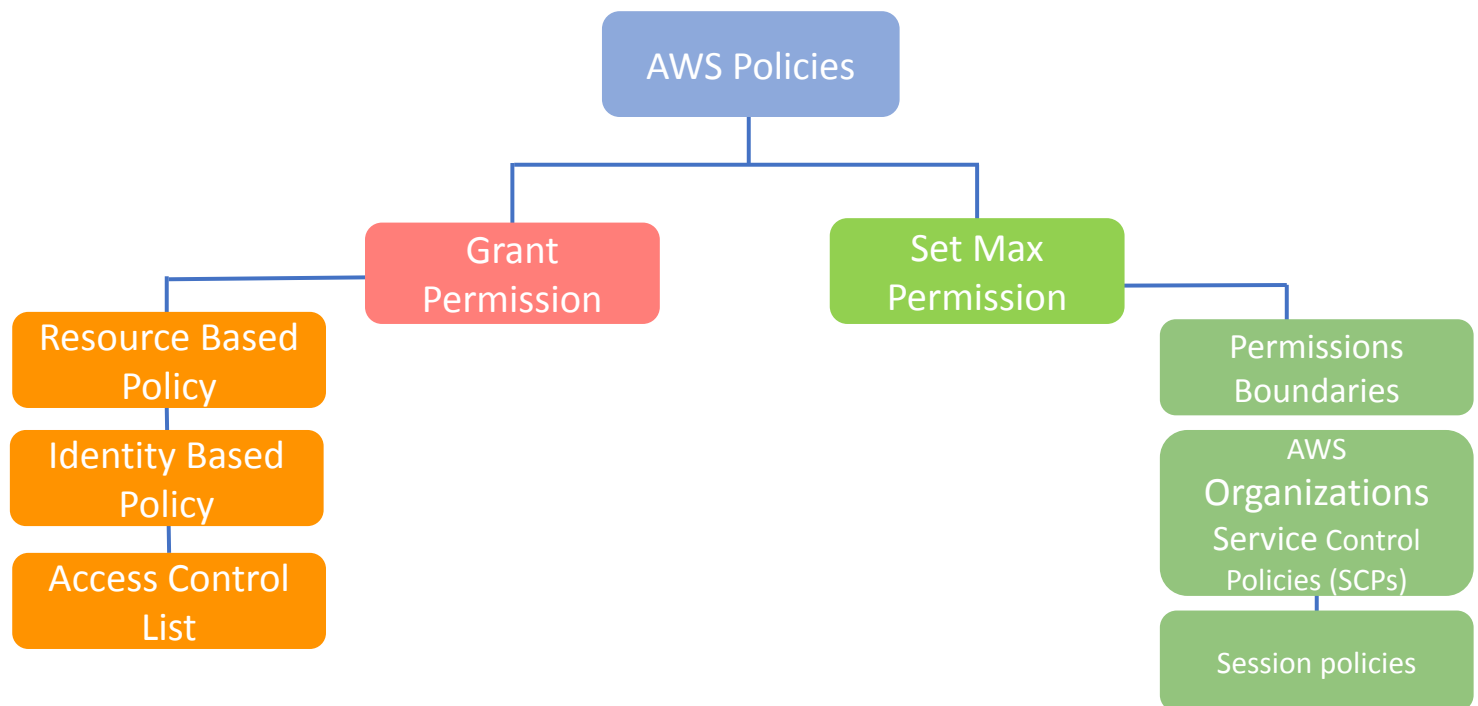 AWS Policies
Grant
Permission
Set Max
Permission
Resource Based
Policy
Identity Based
Policy
Access Control
List
Permissions
Boundaries
AWS
Organizations
Service Control
Policies (SCPs)
Session policies